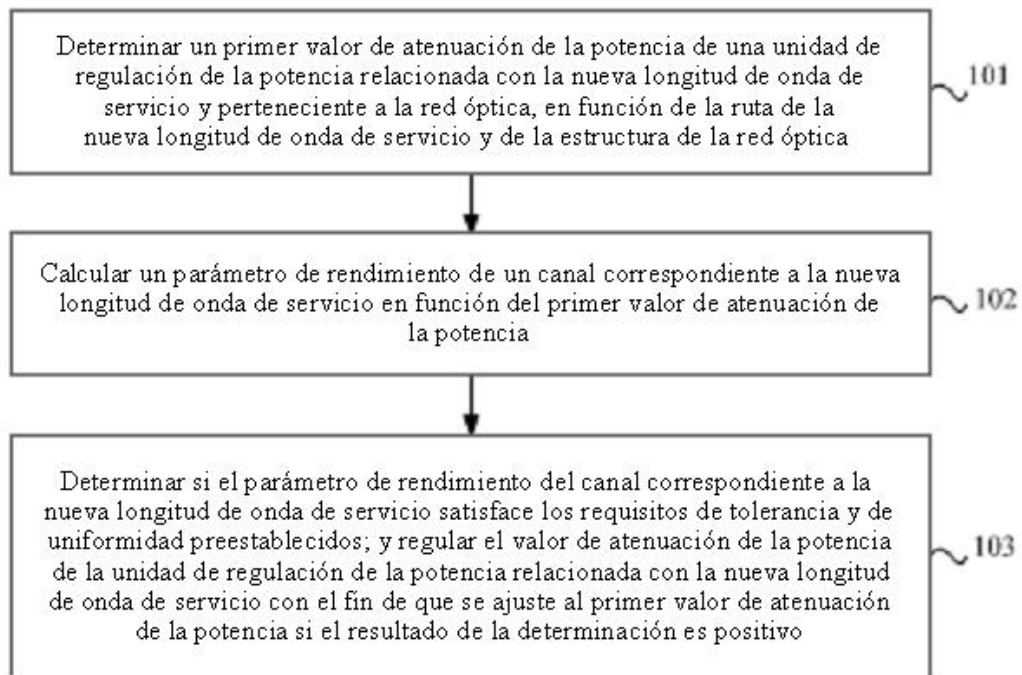 Determinar un primer valor de atenuación de la potencia de una unidad de
regulación de la potencia relacionada con la nueva longitud de onda de
servicio y perteneciente a la red óptica, en función de la ruta de la
nueva longitud de onda de servicio y de la estructura de la red óptica
101
Calcular un parámetro de rendimiento de un canal correspondiente a la nueva
longitud de onda de servicio en función del primer valor de atenuación de
la potencia
102
Determinar si el parámetro de rendimiento del canal correspondiente a la
nueva longitud de onda de servicio satisface los requisitos de tolerancia y de
uniformidad preestablecidos; y regular el valor de atenuación de la potencia
de la unidad de regulación de la potencia relacionada con la nueva longitud
de onda de servicio con el fin de que se ajuste al primer valor de atenuación
de la potencia si el resultado de la determinación es positivo
103